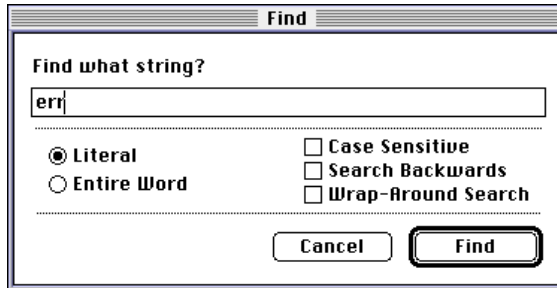 Find
Find what string?
err
Literal
Entire Word
Case Sensitive
Search Backwards
Wrap-Around Search
Cancel
Find